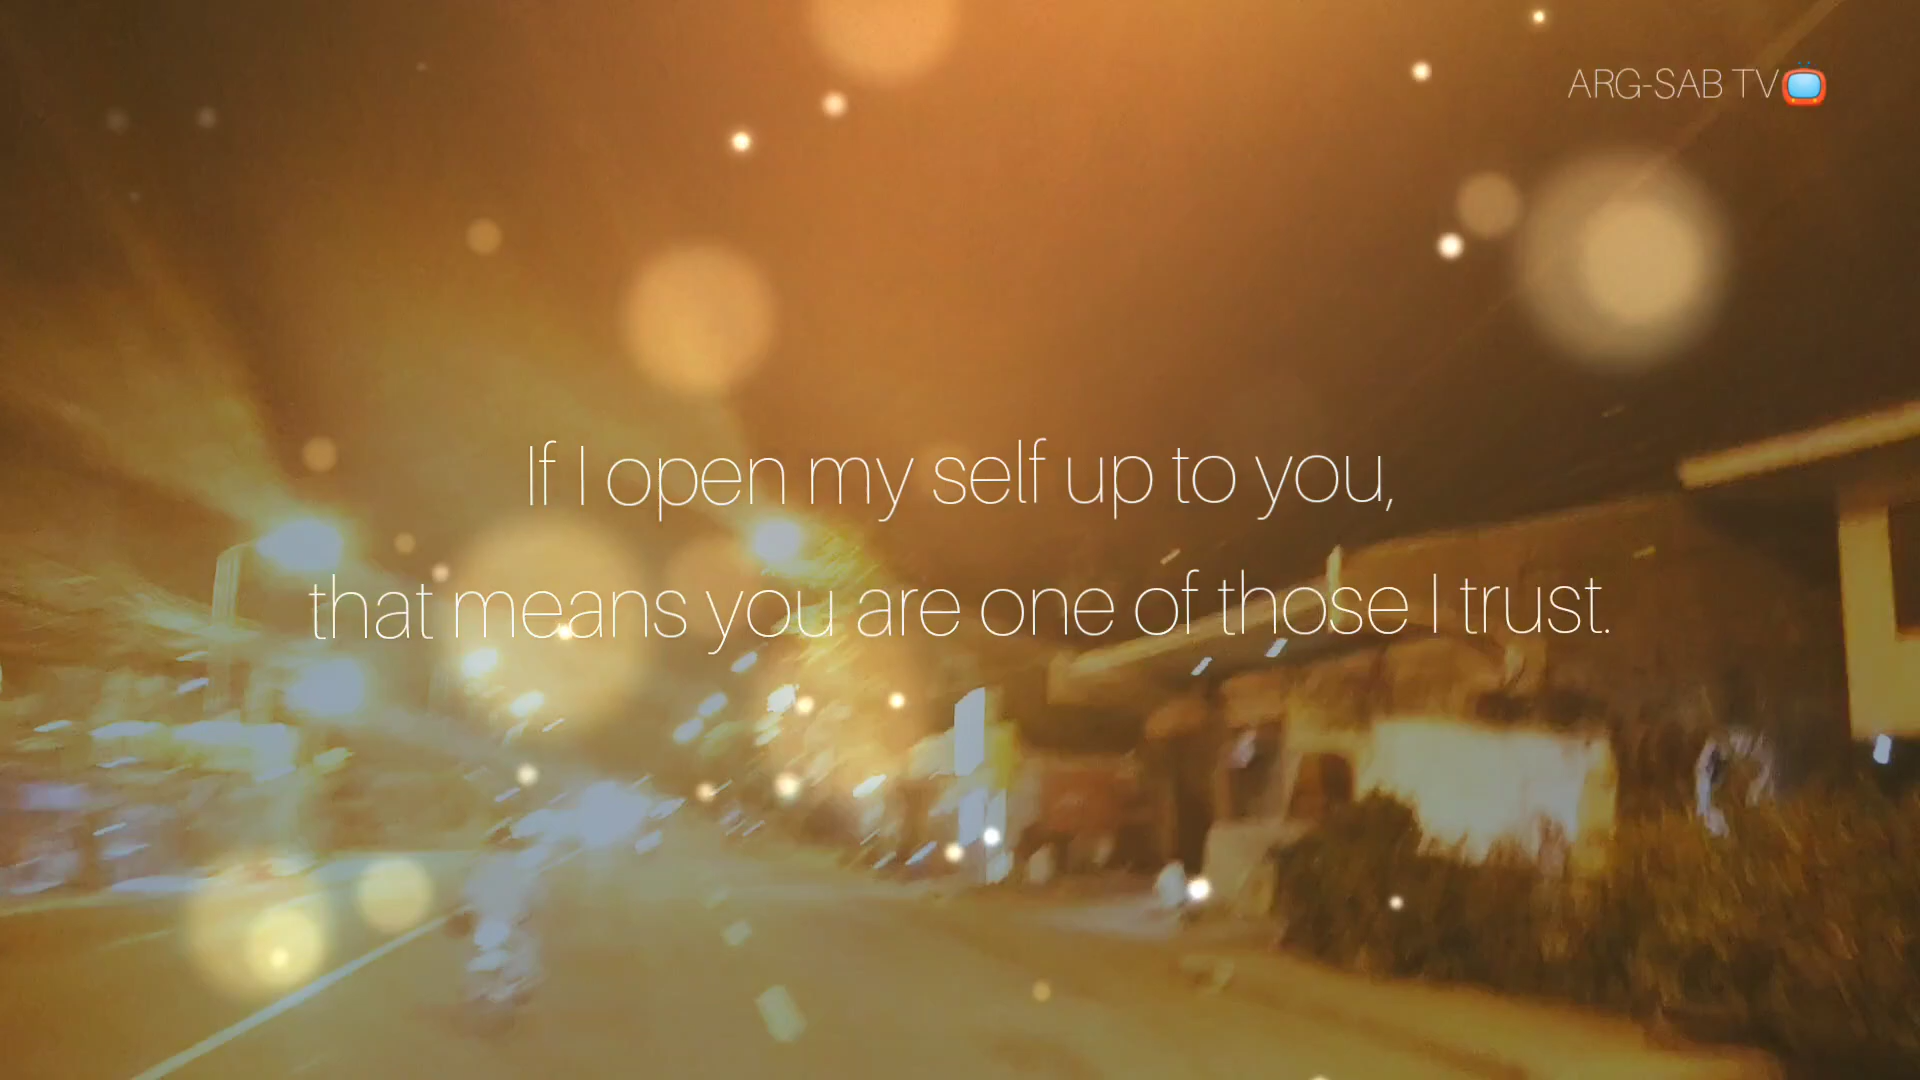 ARG-SAB TV
If I open my self up to you,
that means you are one of those I trust.